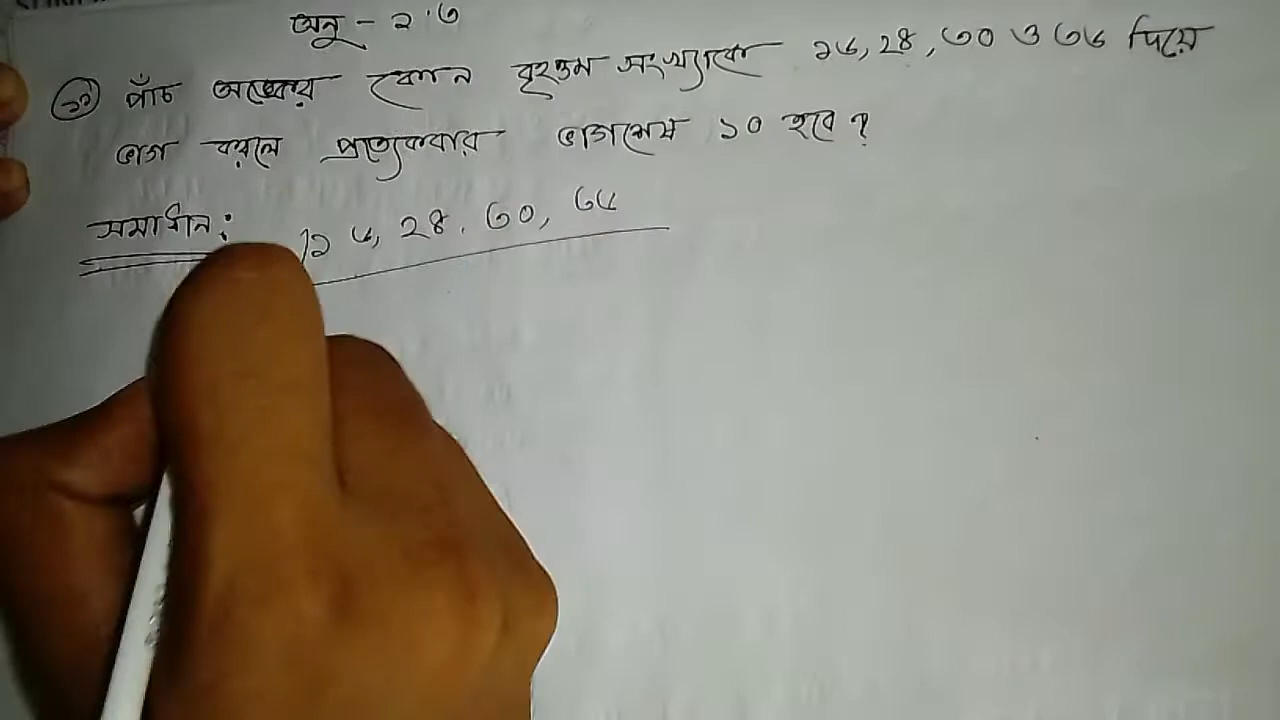 অনু - ২.৩
১১ পাঁচ অঙ্কের কোন বৃহত্তম সংখ্যাকে ১৬, ২৪, ৩০ ও ৩৬ দিয়ে
ভাগ করলে প্রত্যেকবার ভাগশেষ ১০ হবে ?
সমাধান : ১৬, ২৪, ৩০, ৩৬